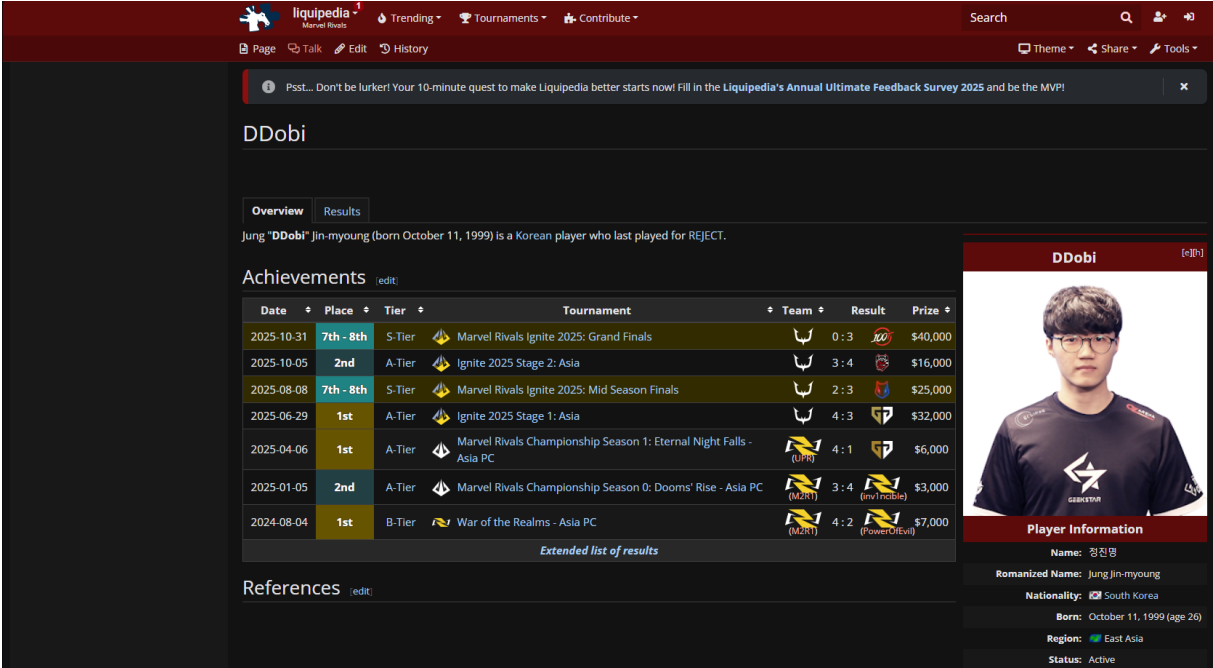 liquipedia
1
Marvel Rivals
Trending
Tournaments
Contribute
Search
Page
Talk
Edit
History
Theme
Share
Tools
Psst... Don't be lurker! Your 10-minute quest to make Liquipedia better starts now! Fill in the Liquipedia's Annual Ultimate Feedback Survey 2025 and be the MVP!
DDobi
Overview
Results
Jung "DDobi" Jin-myoung (born October 11, 1999) is a Korean player who last played for REJECT.
Achievements [edit]
Date Place Tier Tournament Team Result Prize
2025-10-31 7th - 8th S-Tier Marvel Rivals Ignite 2025: Grand Finals 0 : 3 100 $40,000
2025-10-05 2nd A-Tier Ignite 2025 Stage 2: Asia 3 : 4 $16,000
2025-08-08 7th - 8th S-Tier Marvel Rivals Ignite 2025: Mid Season Finals 2 : 3 $25,000
2025-06-29 1st A-Tier Ignite 2025 Stage 1: Asia 4 : 3 $32,000
2025-04-06 1st A-Tier Marvel Rivals Championship Season 1: Eternal Night Falls -
Asia PC (UPR) 4 : 1 $6,000
2025-01-05 2nd A-Tier Marvel Rivals Championship Season 0: Dooms' Rise - Asia PC (M2RT) 3 : 4 (inv1ncible) $3,000
2024-08-04 1st B-Tier War of the Realms - Asia PC (M2RT) 4 : 2 (PowerOfEvil) $7,000
Extended list of results
References [edit]
DDobi [e][h]
GEEKSTAR
Player Information
Name: 정진명
Romanized Name: Jung Jin-myoung
Nationality: South Korea
Born: October 11, 1999 (age 26)
Region: East Asia
Status: Active